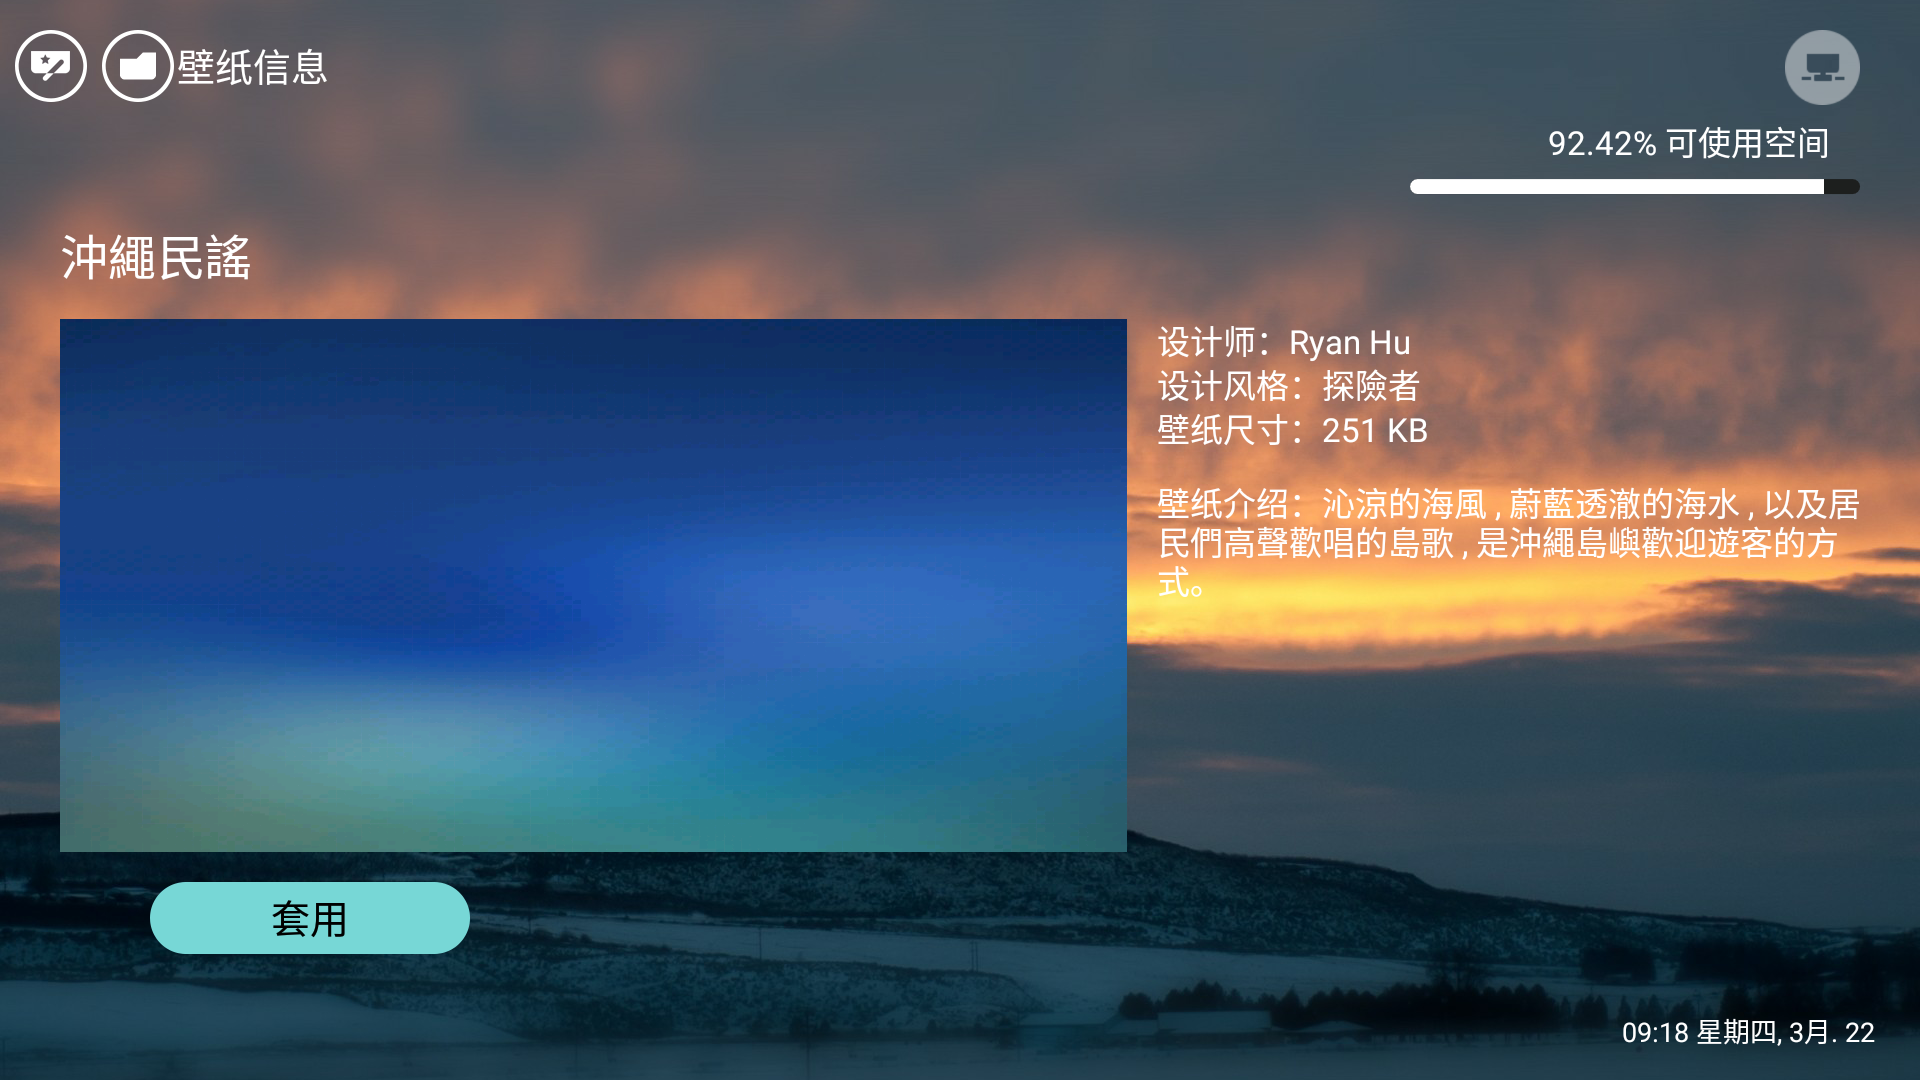 壁纸信息
92.42% 可使用空间
沖繩民謠
设计师：Ryan Hu
设计风格：探險者
壁纸尺寸：251 KB
壁纸介绍：沁涼的海風 , 蔚藍透澈的海水 , 以及居
民們高聲歡唱的島歌 , 是沖繩島嶼歡迎遊客的方
式。
套用
09:18 星期四, 3月. 22